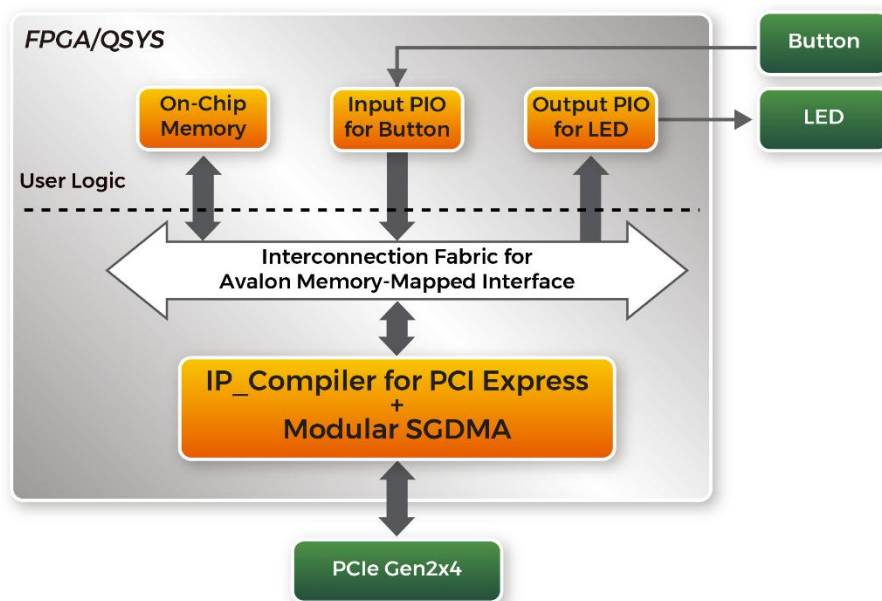 FPGA/QSYS
Button
On-Chip
Memory
Input PIO
for Button
Output PIO
for LED
LED
User Logic
Interconnection Fabric for
Avalon Memory-Mapped Interface
IP_Compiler for PCI Express
+
Modular SGDMA
PCIe Gen2x4